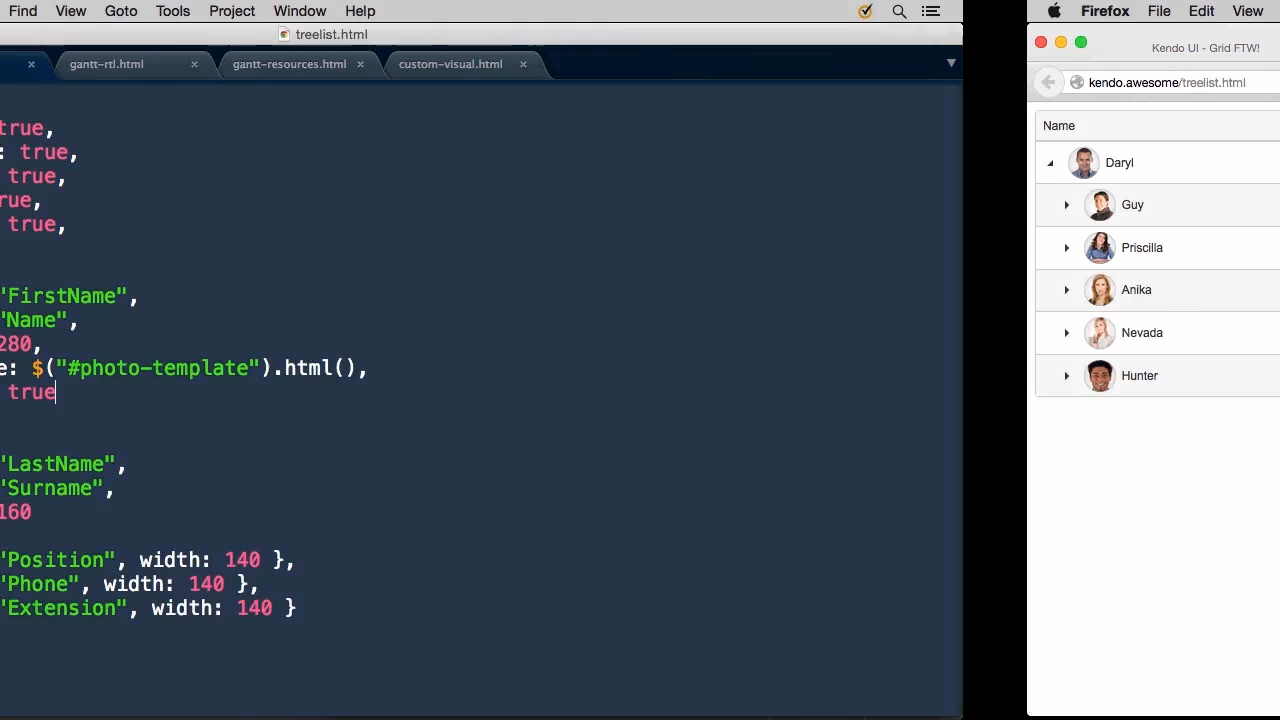 Find View Goto Tools Project Window Help
treelist.html
gantt-rtl.html gantt-resources.html custom-visual.html
true,
: true,
true,
rue,
true,
"FirstName",
"Name",
280,
e: $("#photo-template").html(),
true
"LastName",
"Surname",
160
"Position", width: 140 },
"Phone", width: 140 },
"Extension", width: 140 }
Firefox File Edit View
Kendo UI - Grid FTW!
kendo.awesome/treelist.html
Name
Daryl
Guy
Priscilla
Anika
Nevada
Hunter